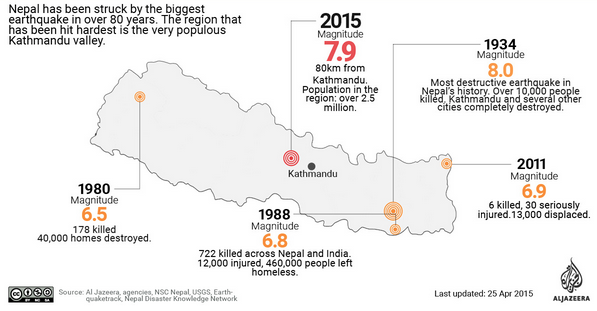 Nepal has been struck by the biggest
earthquake in over 80 years. The region that
has been hit hardest is the very populous
Kathmandu valley.
2015
Magnitude
7.9
80km from
Kathmandu.
Population in the
region: over 2.5
million.
1934
Magnitude
8.0
Most destructive earthquake in
Nepal's history. Over 10,000 people
killed, Kathmandu and several other
cities completely destroyed.
Kathmandu
2011
Magnitude
6.9
6 killed, 30 seriously
injured.13,000 displaced.
1980
Magnitude
6.5
178 killed
40,000 homes destroyed.
1988
Magnitude
6.8
722 killed across Nepal and India.
12,000 injured, 460,000 people left
homeless.
cc
BY NC SA
Source: Al Jazeera, agencies, NSC Nepal, USGS, Earth-
quaketrack, Nepal Disaster Knowledge Network
Last updated: 25 Apr 2015
ALJAZEERA